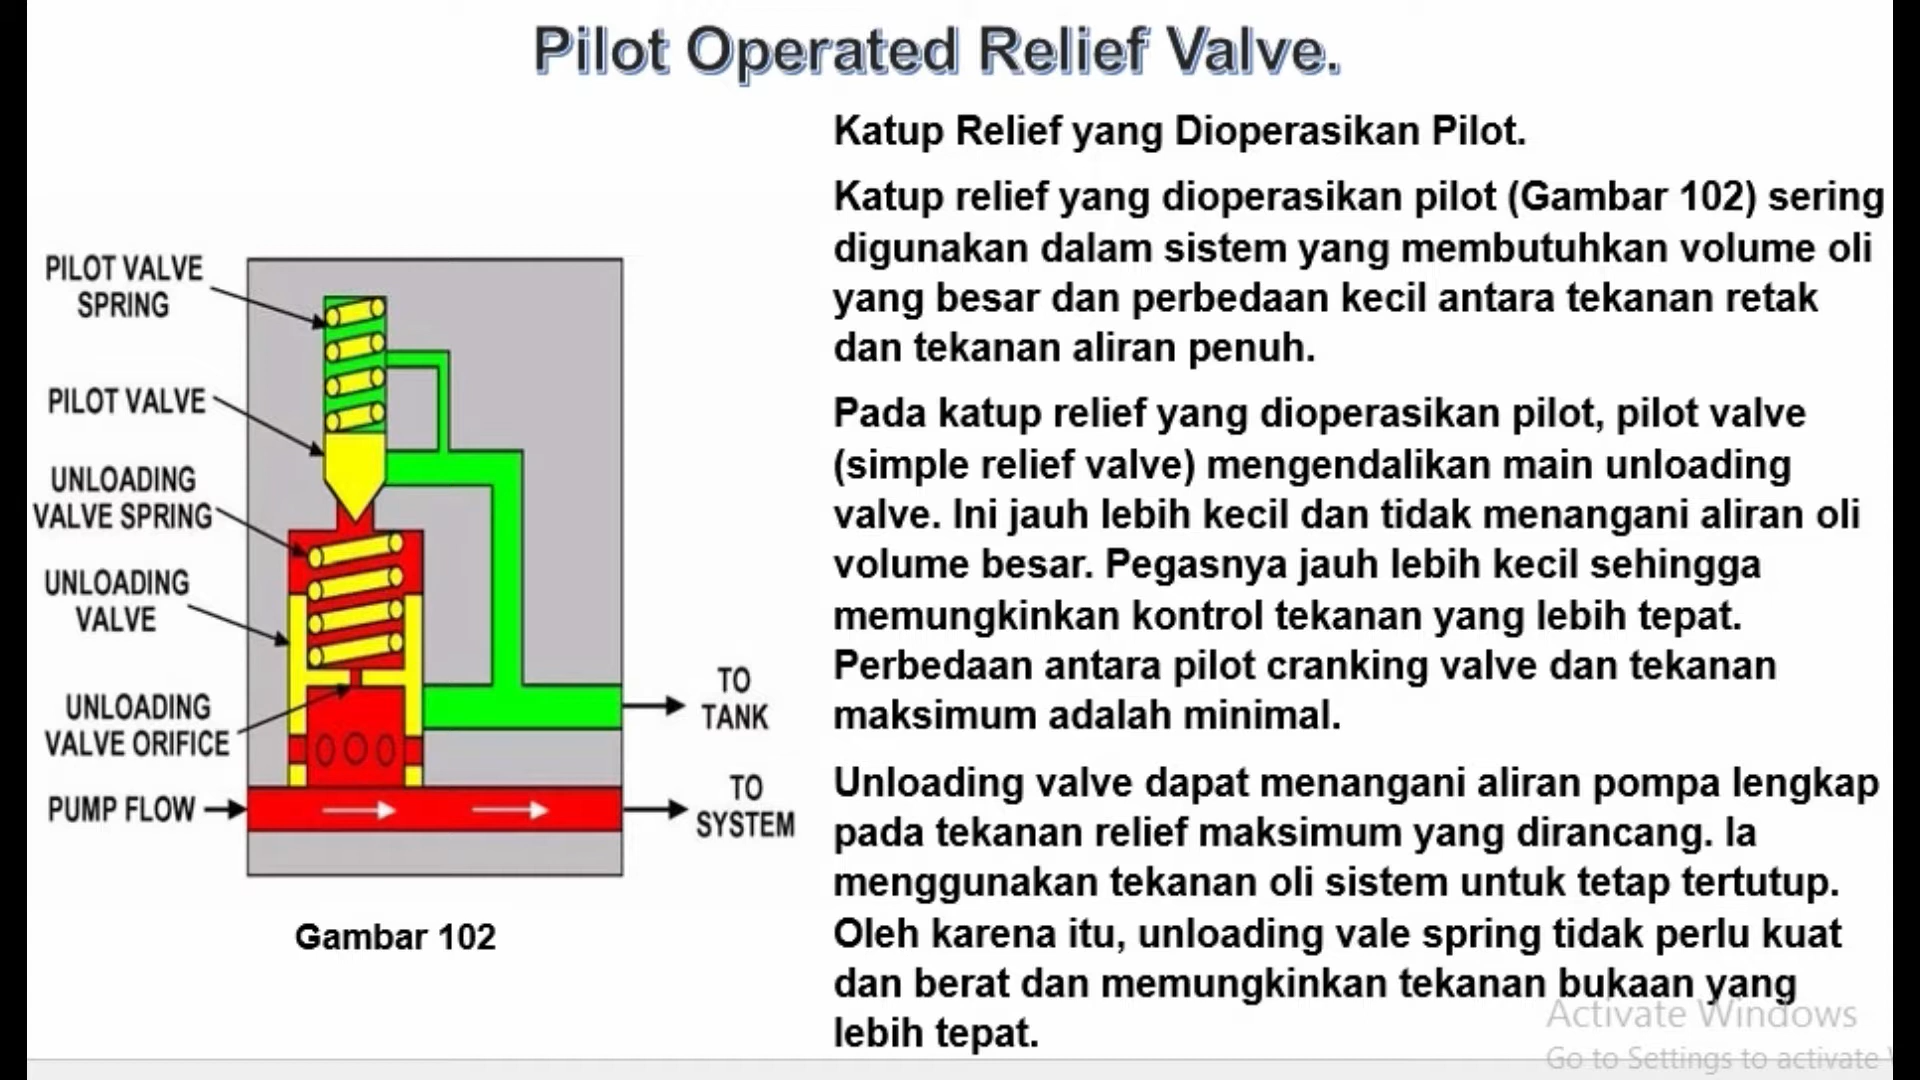 Pilot Operated Relief Valve.
Katup Relief yang Dioperasikan Pilot.
Katup relief yang dioperasikan pilot (Gambar 102) sering
digunakan dalam sistem yang membutuhkan volume oli
yang besar dan perbedaan kecil antara tekanan retak
dan tekanan aliran penuh.
Pada katup relief yang dioperasikan pilot, pilot valve
(simple relief valve) mengendalikan main unloading
valve. Ini jauh lebih kecil dan tidak menangani aliran oli
volume besar. Pegasnya jauh lebih kecil sehingga
memungkinkan kontrol tekanan yang lebih tepat.
Perbedaan antara pilot cranking valve dan tekanan
maksimum adalah minimal.
Unloading valve dapat menangani aliran pompa lengkap
pada tekanan relief maksimum yang dirancang. Ia
menggunakan tekanan oli sistem untuk tetap tertutup.
Oleh karena itu, unloading vale spring tidak perlu kuat
dan berat dan memungkinkan tekanan bukaan yang
lebih tepat.
PILOT VALVE
SPRING
PILOT VALVE
UNLOADING
VALVE SPRING
UNLOADING
VALVE
UNLOADING
VALVE ORIFICE
PUMP FLOW
TO
TANK
TO
SYSTEM
Gambar 102
Activate Windows
Go to Settings to activate